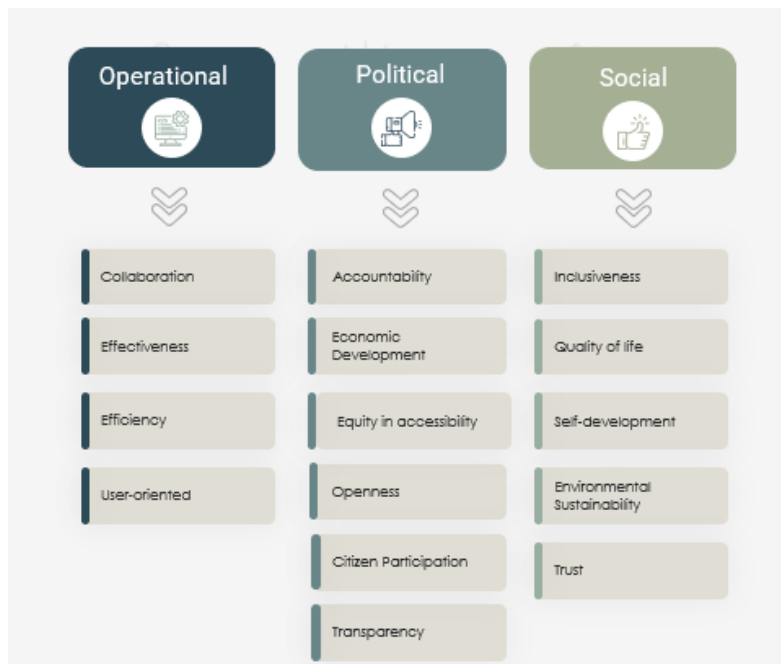 Operational
Political
Social
Collaboration
Effectiveness
Efficiency
User-oriented
Accountability
Economic
Development
Equity in accessibility
Openness
Citizen Participation
Transparency
Inclusiveness
Quality of life
Self-development
Environmental
Sustainability
Trust